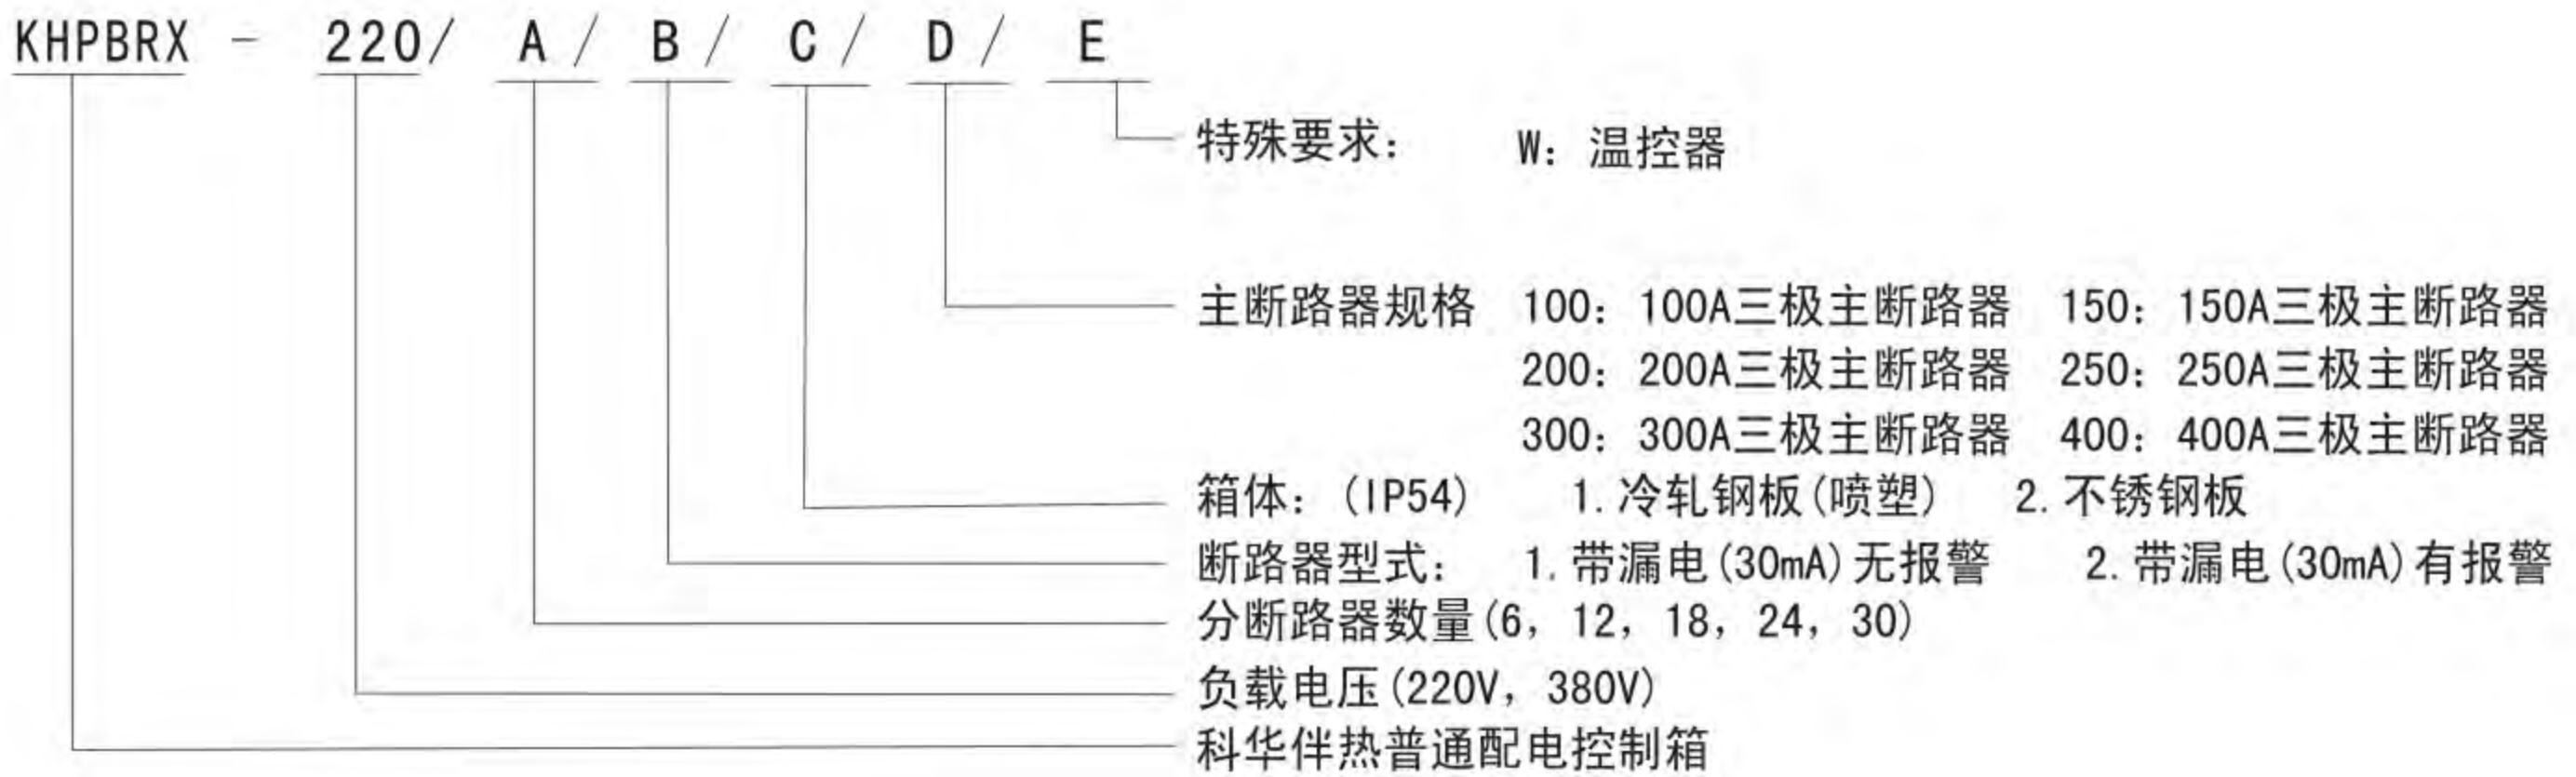 KHPBRX - 220/ A / B / C / D / E
特殊要求： W：温控器
主断路器规格 100：100A三极主断路器 150：150A三极主断路器
200：200A三极主断路器 250：250A三极主断路器
300：300A三极主断路器 400：400A三极主断路器
箱体：(IP54) 1.冷轧钢板(喷塑) 2.不锈钢板
断路器型式： 1.带漏电(30mA)无报警 2.带漏电(30mA)有报警
分断路器数量(6，12，18，24，30)
负载电压(220V，380V)
科华伴热普通配电控制箱